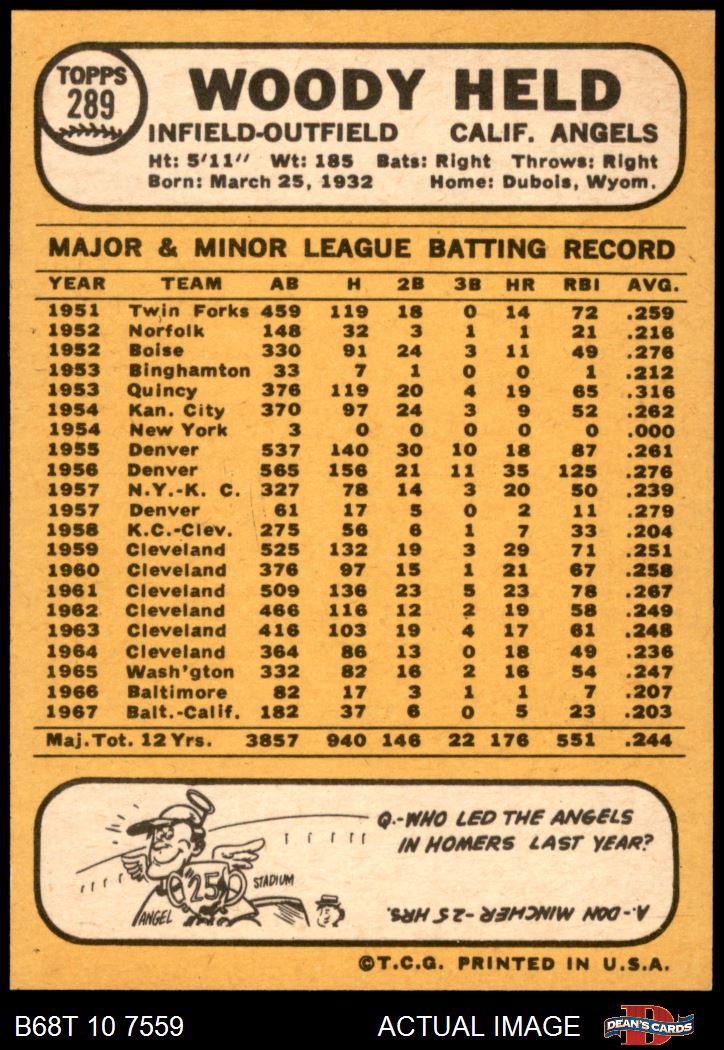 TOPPS
289
WOODY HELD
INFIELD-OUTFIELD CALIF. ANGELS
Ht: 5'11" Wt: 185 Bats: Right Throws: Right
Born: March 25, 1932 Home: Dubois, Wyom.
MAJOR & MINOR LEAGUE BATTING RECORD
YEAR TEAM AB H 2B 3B HR RBI AVG.
1951 Twin Forks 459 119 18 0 14 72 .259
1952 Norfolk 148 32 3 1 1 21 .216
1952 Boise 330 91 24 3 11 49 .276
1953 Binghamton 33 7 1 0 0 1 .212
1953 Quincy 376 119 20 4 19 65 .316
1954 Kan. City 370 97 24 3 9 52 .262
1954 New York 3 0 0 0 0 0 .000
1955 Denver 537 140 30 10 18 87 .261
1956 Denver 565 156 21 11 35 125 .276
1957 N.Y.-K. C. 327 78 14 3 20 50 .239
1957 Denver 61 17 5 0 2 11 .279
1958 K.C.-Clev. 275 56 6 1 7 33 .204
1959 Cleveland 525 132 19 3 29 71 .251
1960 Cleveland 376 97 15 1 21 67 .258
1961 Cleveland 509 136 23 5 23 78 .267
1962 Cleveland 466 116 12 2 19 58 .249
1963 Cleveland 416 103 19 4 17 61 .248
1964 Cleveland 364 86 13 0 18 49 .236
1965 Wash'gton 332 82 16 2 16 54 .247
1966 Baltimore 82 17 3 1 1 7 .207
1967 Balt.-Calif. 182 37 6 0 5 23 .203
Maj. Tot. 12 Yrs. 3857 940 146 22 176 551 .244
Q.-WHO LED THE ANGELS
IN HOMERS LAST YEAR?
25
STADIUM
ANGEL
A.-DON MINCHER-25 HRS.
©T.C.G. PRINTED IN U.S.A.
B68T 10 7559 ACTUAL IMAGE
D
DEAN'S CARDS